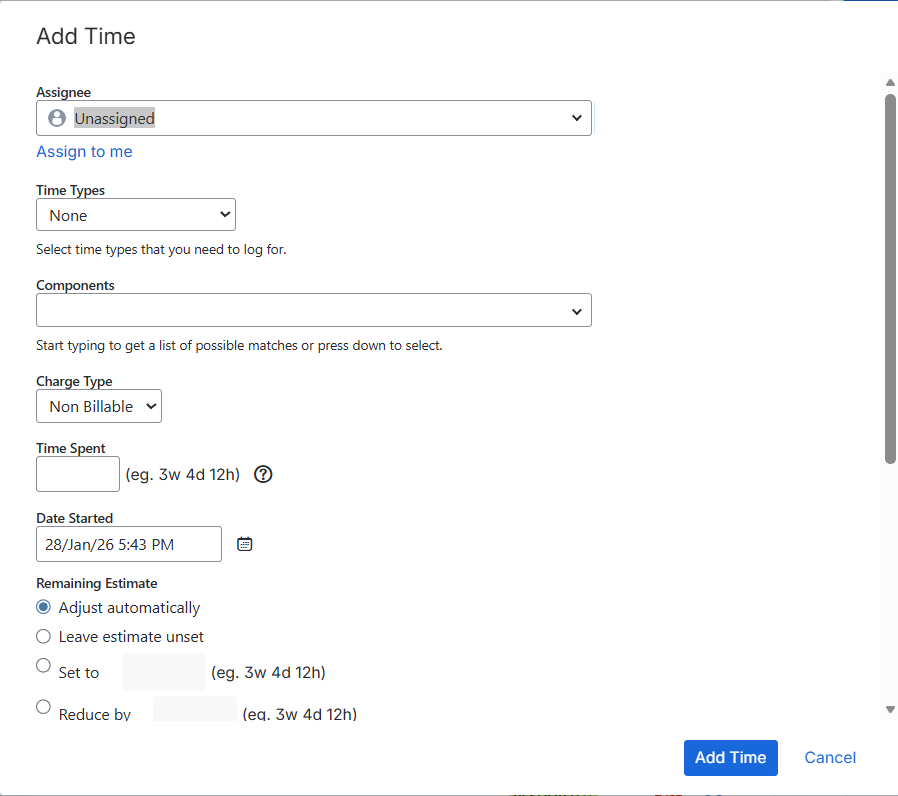 Add Time
Assignee
Unassigned
Assign to me
Time Types
None
Select time types that you need to log for.
Components
Start typing to get a list of possible matches or press down to select.
Charge Type
Non Billable
Time Spent
(eg. 3w 4d 12h)
Date Started
28/Jan/26 5:43 PM
Remaining Estimate
Adjust automatically
Leave estimate unset
Set to (eg. 3w 4d 12h)
Reduce by (eg. 3w 4d 12h)
Add Time Cancel